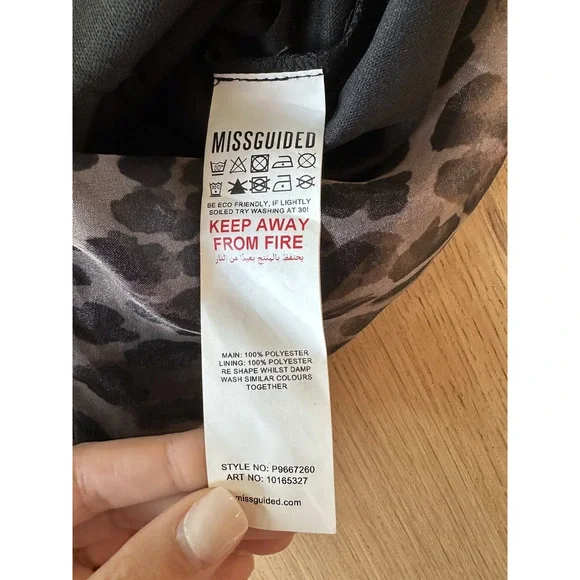 MISSGUIDED
BE ECO FRIENDLY, IF LIGHTLY
SOILED TRY WASHING AT 30!
KEEP AWAY
FROM FIRE
يحتفظ بالمنتج بعيدًا عن النار
MAIN: 100% POLYESTER
LINING: 100% POLYESTER
RE SHAPE WHILST DAMP
WASH SIMILAR COLOURS
TOGETHER
STYLE NO: P9667260
ART NO: 10165327
missguided.com